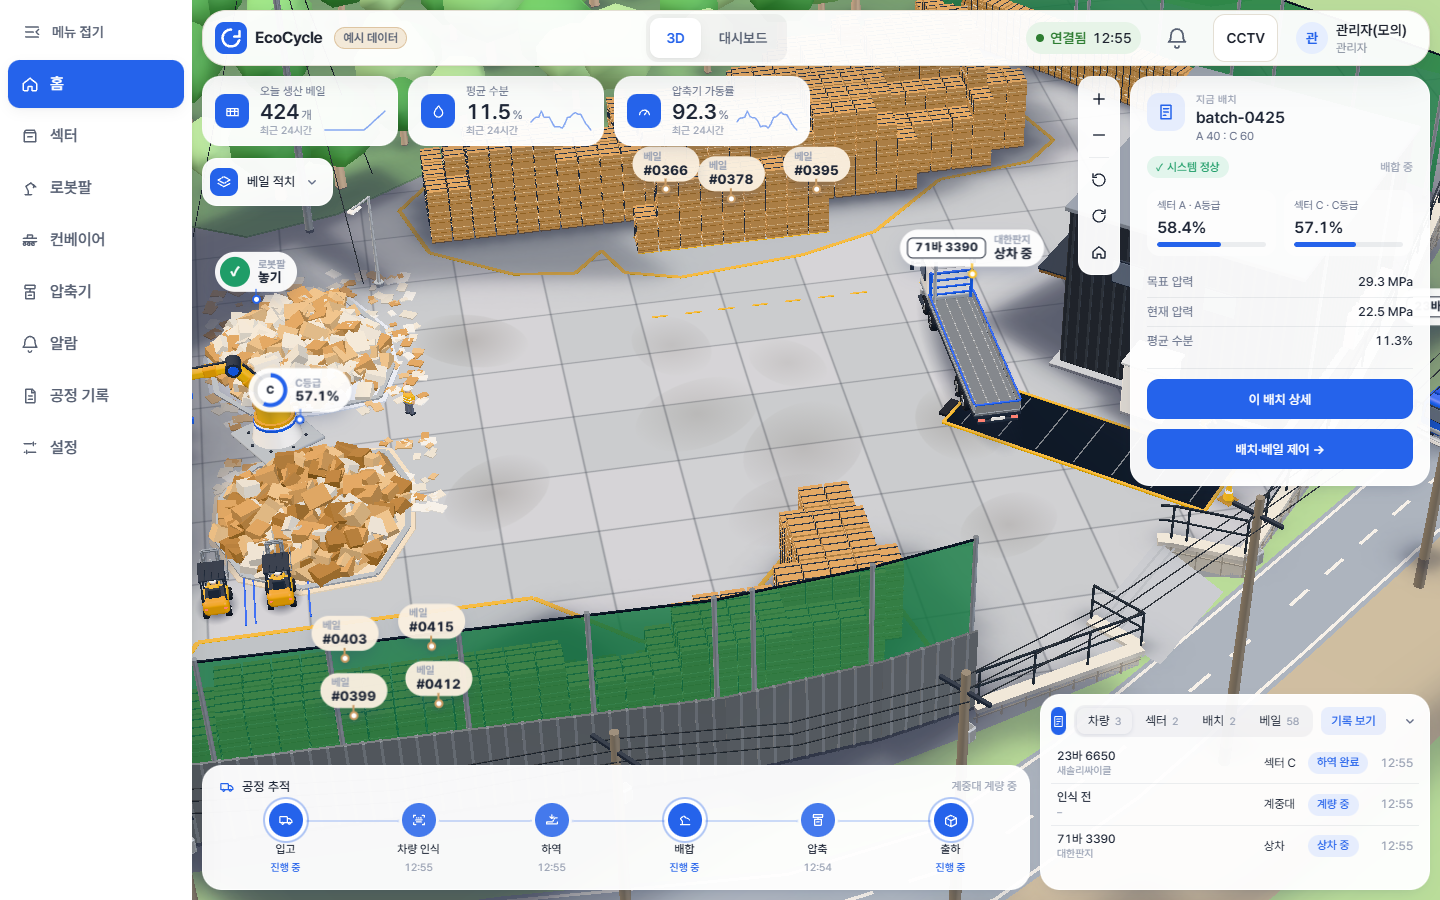 메뉴 접기
홈
섹터
로봇팔
컨베이어
압축기
알람
공정 기록
설정
EcoCycle
예시 데이터
3D
대시보드
연결됨 12:55
CCTV
관
관리자(모의)
관리자
오늘 생산 베일
424개
최근 24시간
평균 수분
11.5%
최근 24시간
압축기 가동률
92.3%
최근 24시간
베일 적치
베일
#0366
베일
#0378
베일
#0395
로봇팔
놓기
C
C등급
57.1%
71바 3390
대한판지
상차 중
베일
#0403
베일
#0415
베일
#0399
베일
#0412
지금 배치
batch-0425
A 40 : C 60
✓ 시스템 정상
배합 중
섹터 A · A등급
58.4%
섹터 C · C등급
57.1%
목표 압력
29.3 MPa
현재 압력
22.5 MPa
평균 수분
11.3%
이 배치 상세
배치·베일 제어 →
공정 추적
계중대 계량 중
입고
진행 중
차량 인식
12:55
하역
12:55
배합
진행 중
압축
12:54
출하
진행 중
차량 3
섹터 2
배치 2
베일 58
기록 보기
23바 6650
새솔리싸이클
섹터 C
하역 완료
12:55
인식 전
–
계중대
계량 중
12:55
71바 3390
대한판지
상차
상차 중
12:55